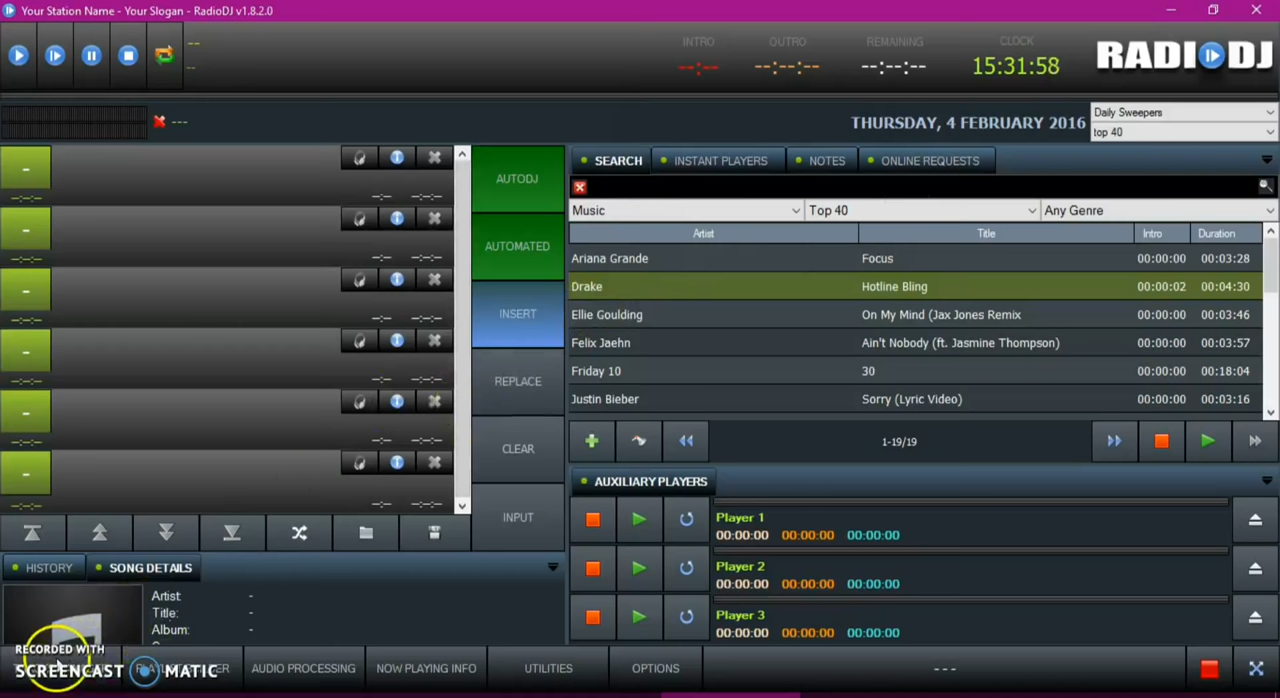 Your Station Name - Your Slogan - RadioDJ v1.8.2.0
INTRO OUTRO REMAINING CLOCK
--:-- --:--:-- --:--:-- 15:31:58
RADIODJ
THURSDAY, 4 FEBRUARY 2016
Daily Sweepers
top 40
AUTODJ
AUTOMATED
INSERT
REPLACE
CLEAR
INPUT
SEARCH INSTANT PLAYERS NOTES ONLINE REQUESTS
Music Top 40 Any Genre
Artist Title Intro Duration
Ariana Grande Focus 00:00:00 00:03:28
Drake Hotline Bling 00:00:02 00:04:30
Ellie Goulding On My Mind (Jax Jones Remix 00:00:00 00:03:46
Felix Jaehn Ain't Nobody (ft. Jasmine Thompson) 00:00:00 00:03:57
Friday 10 30 00:00:00 00:18:04
Justin Bieber Sorry (Lyric Video) 00:00:00 00:03:16
1-19/19
AUXILIARY PLAYERS
Player 1
00:00:00 00:00:00 00:00:00
Player 2
00:00:00 00:00:00 00:00:00
Player 3
00:00:00 00:00:00 00:00:00
HISTORY SONG DETAILS
Artist: -
Title: -
Album: -
RECORDED WITH
SCREENCAST MATIC
AUDIO PROCESSING NOW PLAYING INFO UTILITIES OPTIONS ---